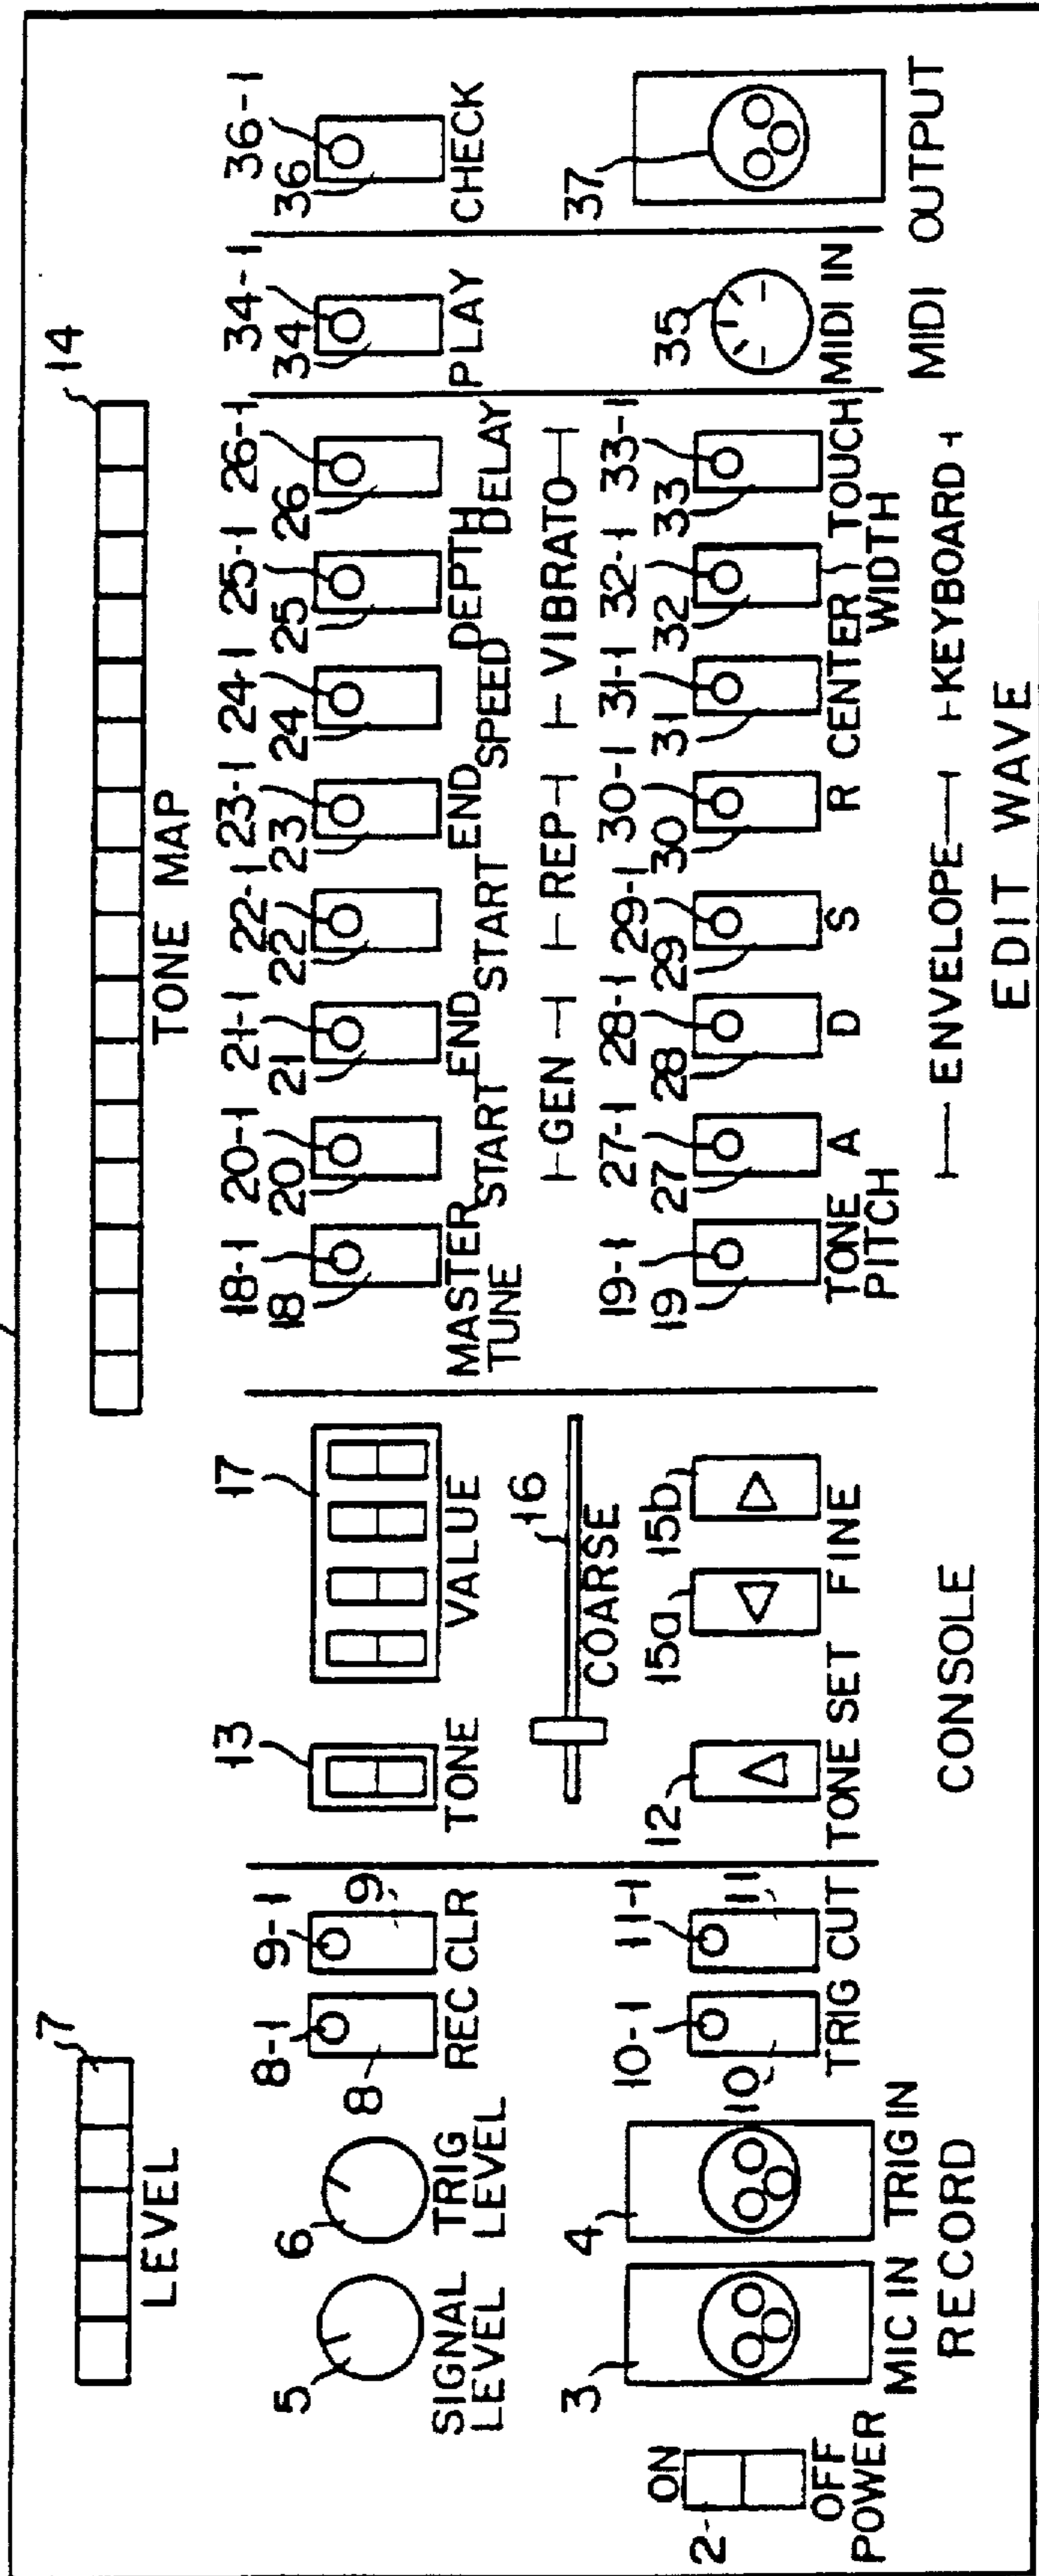 7
14
LEVEL
TONE MAP
5
6
8-1
9-1
8
9
13
17
18-1
18
20-1
20
21-1
21
22-1
22
23-1
23
24-1
24
25-1
25
26-1
26
34-1
34
36-1
36
SIGNAL LEVEL
TRIG LEVEL
REC CLR
TONE
VALUE
MASTER TUNE
START END
START END
SPEED
DEPTH
DELAY
PLAY
CHECK
16
COARSE
GEN
REP
VIBRATO
ON
2
3
4
10-1
10
11-1
11
12
15a
15b
19-1
19
27-1
27
28-1
28
29-1
29
30-1
30
31-1
31
32-1
32
33-1
33
35
37
OFF
POWER
MIC IN
TRIG IN
TRIG CUT
TONE SET
FINE
TONE PITCH
A
D
S
R
CENTER
WIDTH
TOUCH
MIDI IN
RECORD
CONSOLE
ENVELOPE
KEYBOARD
MIDI
OUTPUT
EDIT WAVE